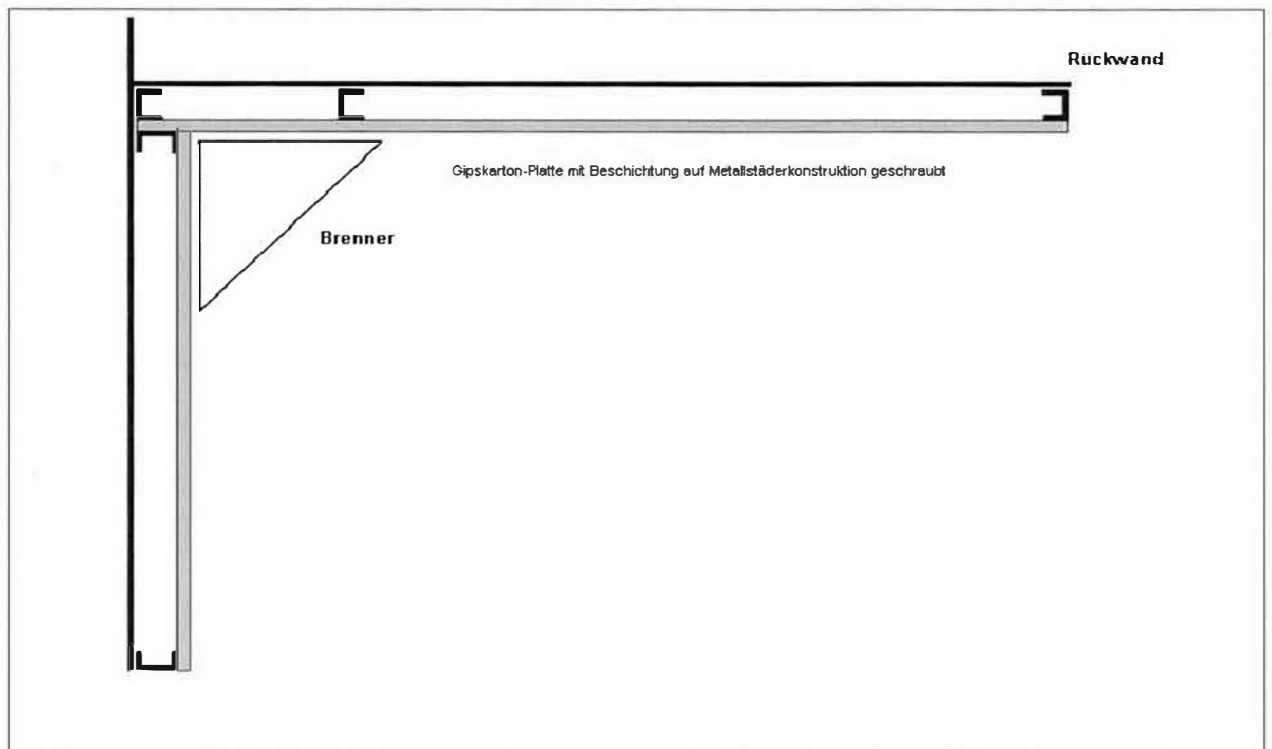 Rückwand
Gipskarton-Platte mit Beschichtung auf Metallstäderkonstruktion geschraubt
Brenner